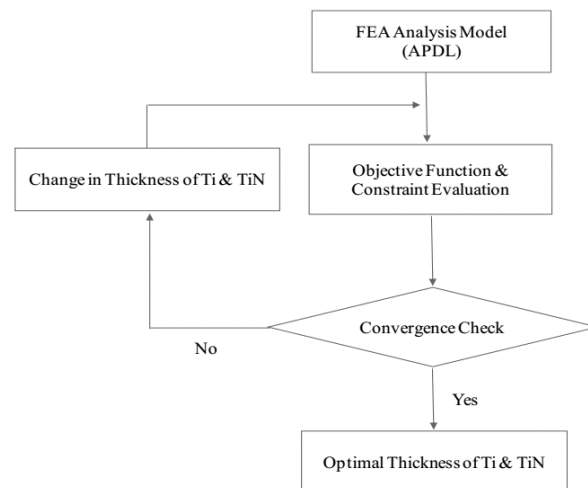 FEA Analysis Model
(APDL)
Change in Thickness of Ti & TiN
Objective Function &
Constraint Evaluation
Convergence Check
No
Yes
Optimal Thickness of Ti & TiN